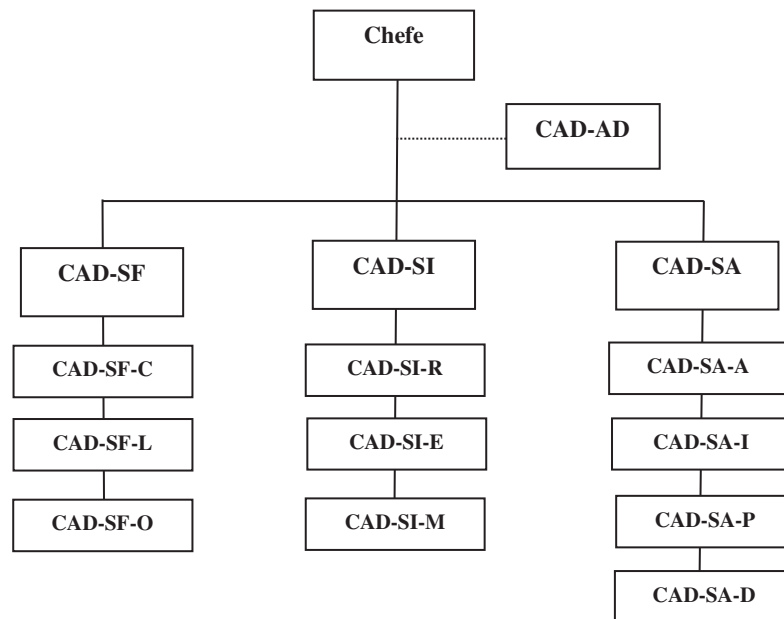 Chefe
CAD-AD
CAD-SF
CAD-SI
CAD-SA
CAD-SF-C
CAD-SI-R
CAD-SA-A
CAD-SF-L
CAD-SI-E
CAD-SA-I
CAD-SF-O
CAD-SI-M
CAD-SA-P
CAD-SA-D